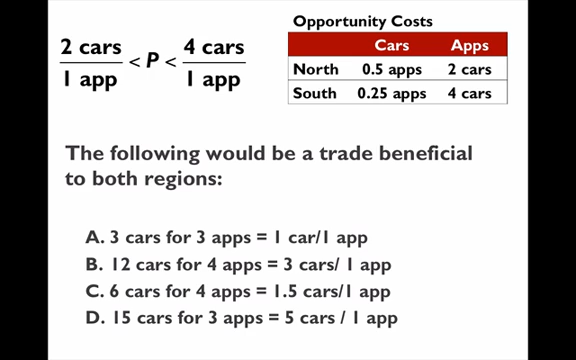 Opportunity Costs
2 cars
1 app
< P <
4 cars
1 app
Cars Apps
North 0.5 apps 2 cars
South 0.25 apps 4 cars
The following would be a trade beneficial
to both regions:
A. 3 cars for 3 apps = 1 car/1 app
B. 12 cars for 4 apps = 3 cars/ 1 app
C. 6 cars for 4 apps = 1.5 cars/1 app
D. 15 cars for 3 apps = 5 cars / 1 app